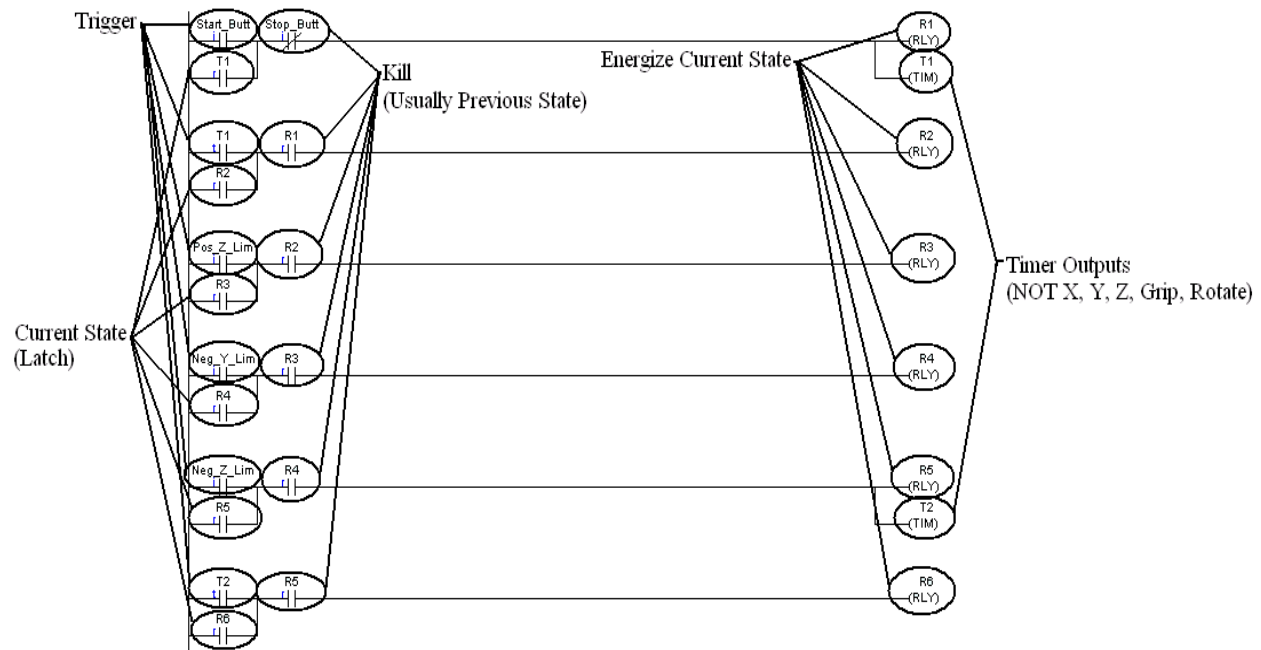 Trigger
Start_Butt
Stop_Butt
R1
(RLY)
T1
T1
(TIM)
Kill
(Usually Previous State)
Energize Current State
T1
R1
R2
(RLY)
R2
Pos_Z_Lim
R2
R3
(RLY)
R3
Timer Outputs
(NOT X, Y, Z, Grip, Rotate)
Current State
(Latch)
Neg_Y_Lim
R3
R4
(RLY)
R4
Neg_Z_Lim
R4
R5
(RLY)
R5
T2
(TIM)
T2
R5
R6
(RLY)
R6